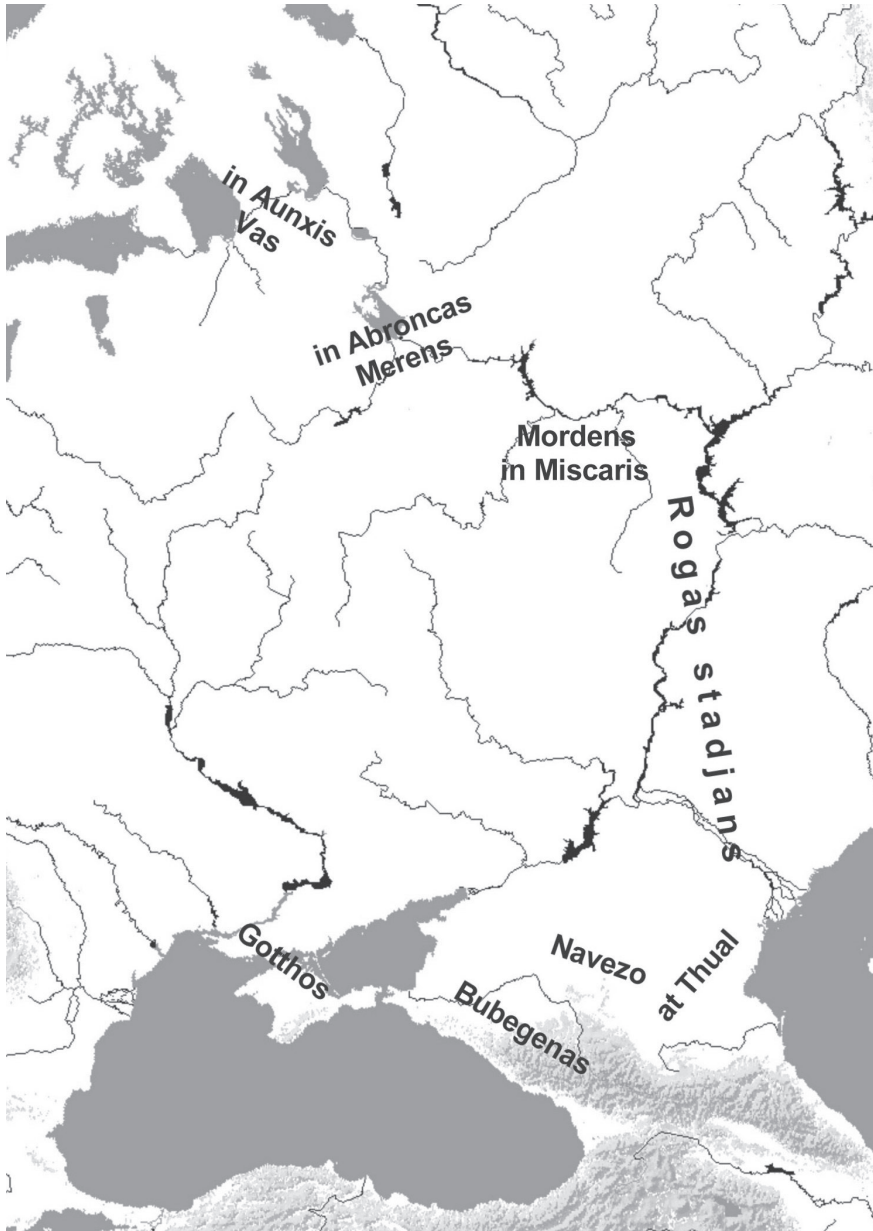 in Aunxis
Vas
in Abroncas
Merens
Mordens
in Miscaris
Rogas stadjans
Gotthos
Navezo
at Thual
Bubegenas